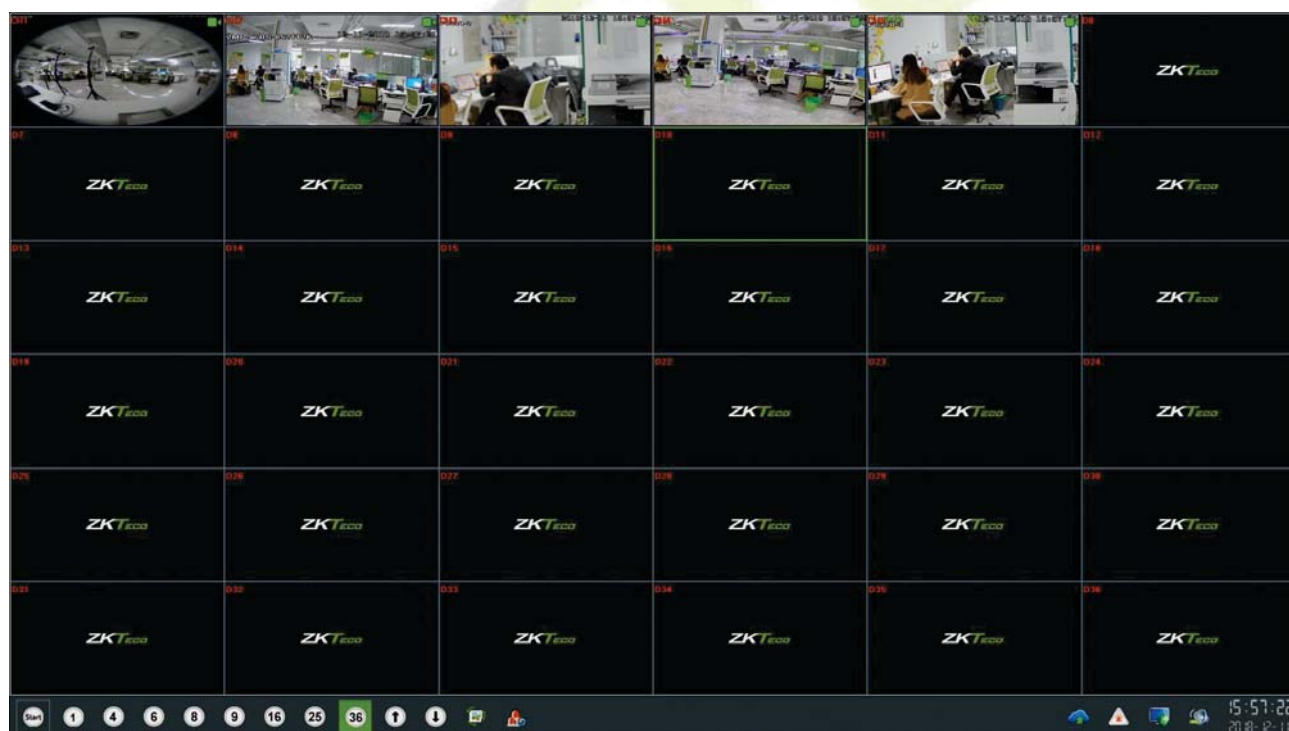 ZKTeco
D7 D8 D9 D10 D11 D12
ZKTeco ZKTeco ZKTeco ZKTeco ZKTeco ZKTeco
D13 D14 D15 D16 D17 D18
ZKTeco ZKTeco ZKTeco ZKTeco ZKTeco ZKTeco
D19 D20 D21 D22 D23 D24
ZKTeco ZKTeco ZKTeco ZKTeco ZKTeco ZKTeco
D25 D26 D27 D28 D29 D30
ZKTeco ZKTeco ZKTeco ZKTeco ZKTeco ZKTeco
D31 D32 D33 D34 D35 D36
ZKTeco ZKTeco ZKTeco ZKTeco ZKTeco ZKTeco
Start 1 4 6 8 9 16 25 36 15:57:22